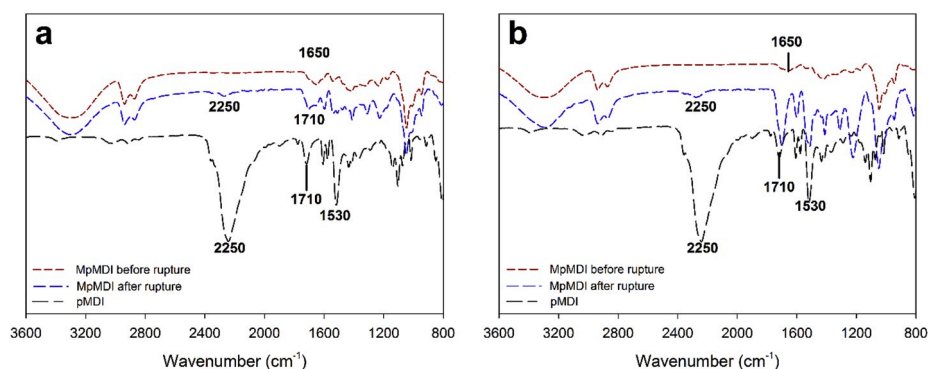 a
1650
2250
1710
1710
1530
2250
MpMDI before rupture
MpMDI after rupture
pMDI
3600 2800 2400 2000 1600 1200 800
Wavenumber (cm-1)
b
1650
2250
1710
1530
2250
MpMDI before rupture
MpMDI after rupture
pMDI
3600 2800 2400 2000 1600 1200 800
Wavenumber (cm-1)